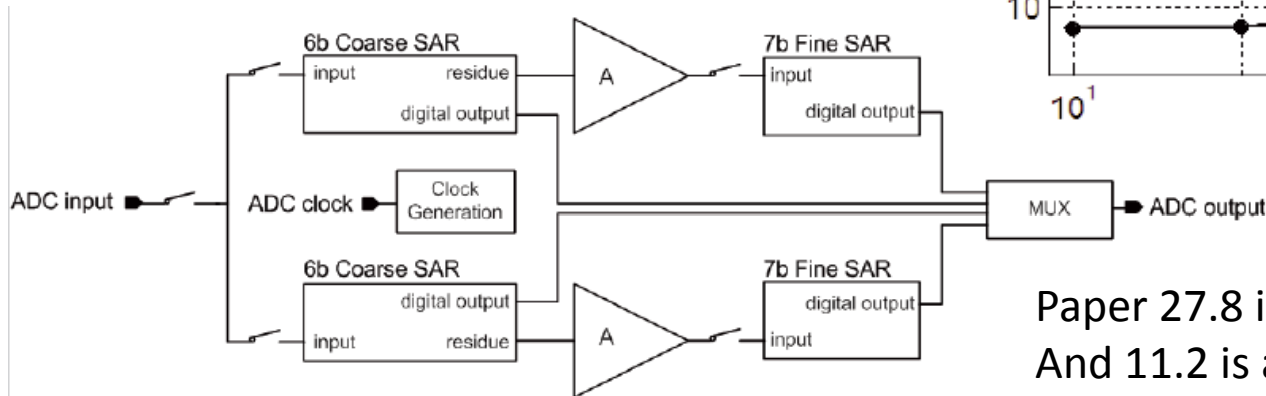 10
10¹
6b Coarse SAR
input
residue
digital output
A
7b Fine SAR
input
digital output
ADC input
ADC clock
Clock
Generation
MUX
ADC output
6b Coarse SAR
digital output
input
residue
A
7b Fine SAR
digital output
input
Paper 27.8 i
And 11.2 is a